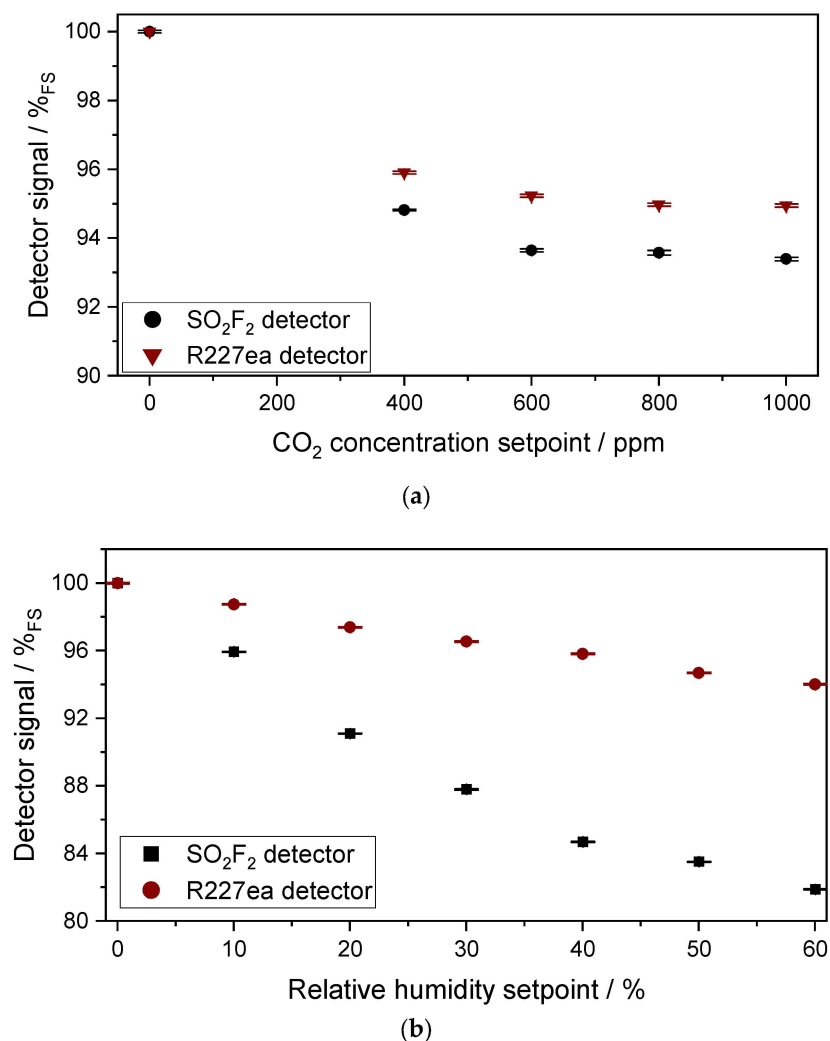 100
98
96
94
92
90
Detector signal / %FS
SO2F2 detector
R227ea detector
0
200
400
600
800
1000
CO2 concentration setpoint / ppm
(a)
100
96
92
88
84
80
Detector signal / %FS
SO2F2 detector
R227ea detector
0
10
20
30
40
50
60
Relative humidity setpoint / %
(b)